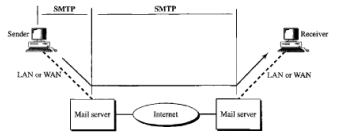 SMTP SMTP
Sender Receiver
LAN or WAN LAN or WAN
Mail server Internet Mail server